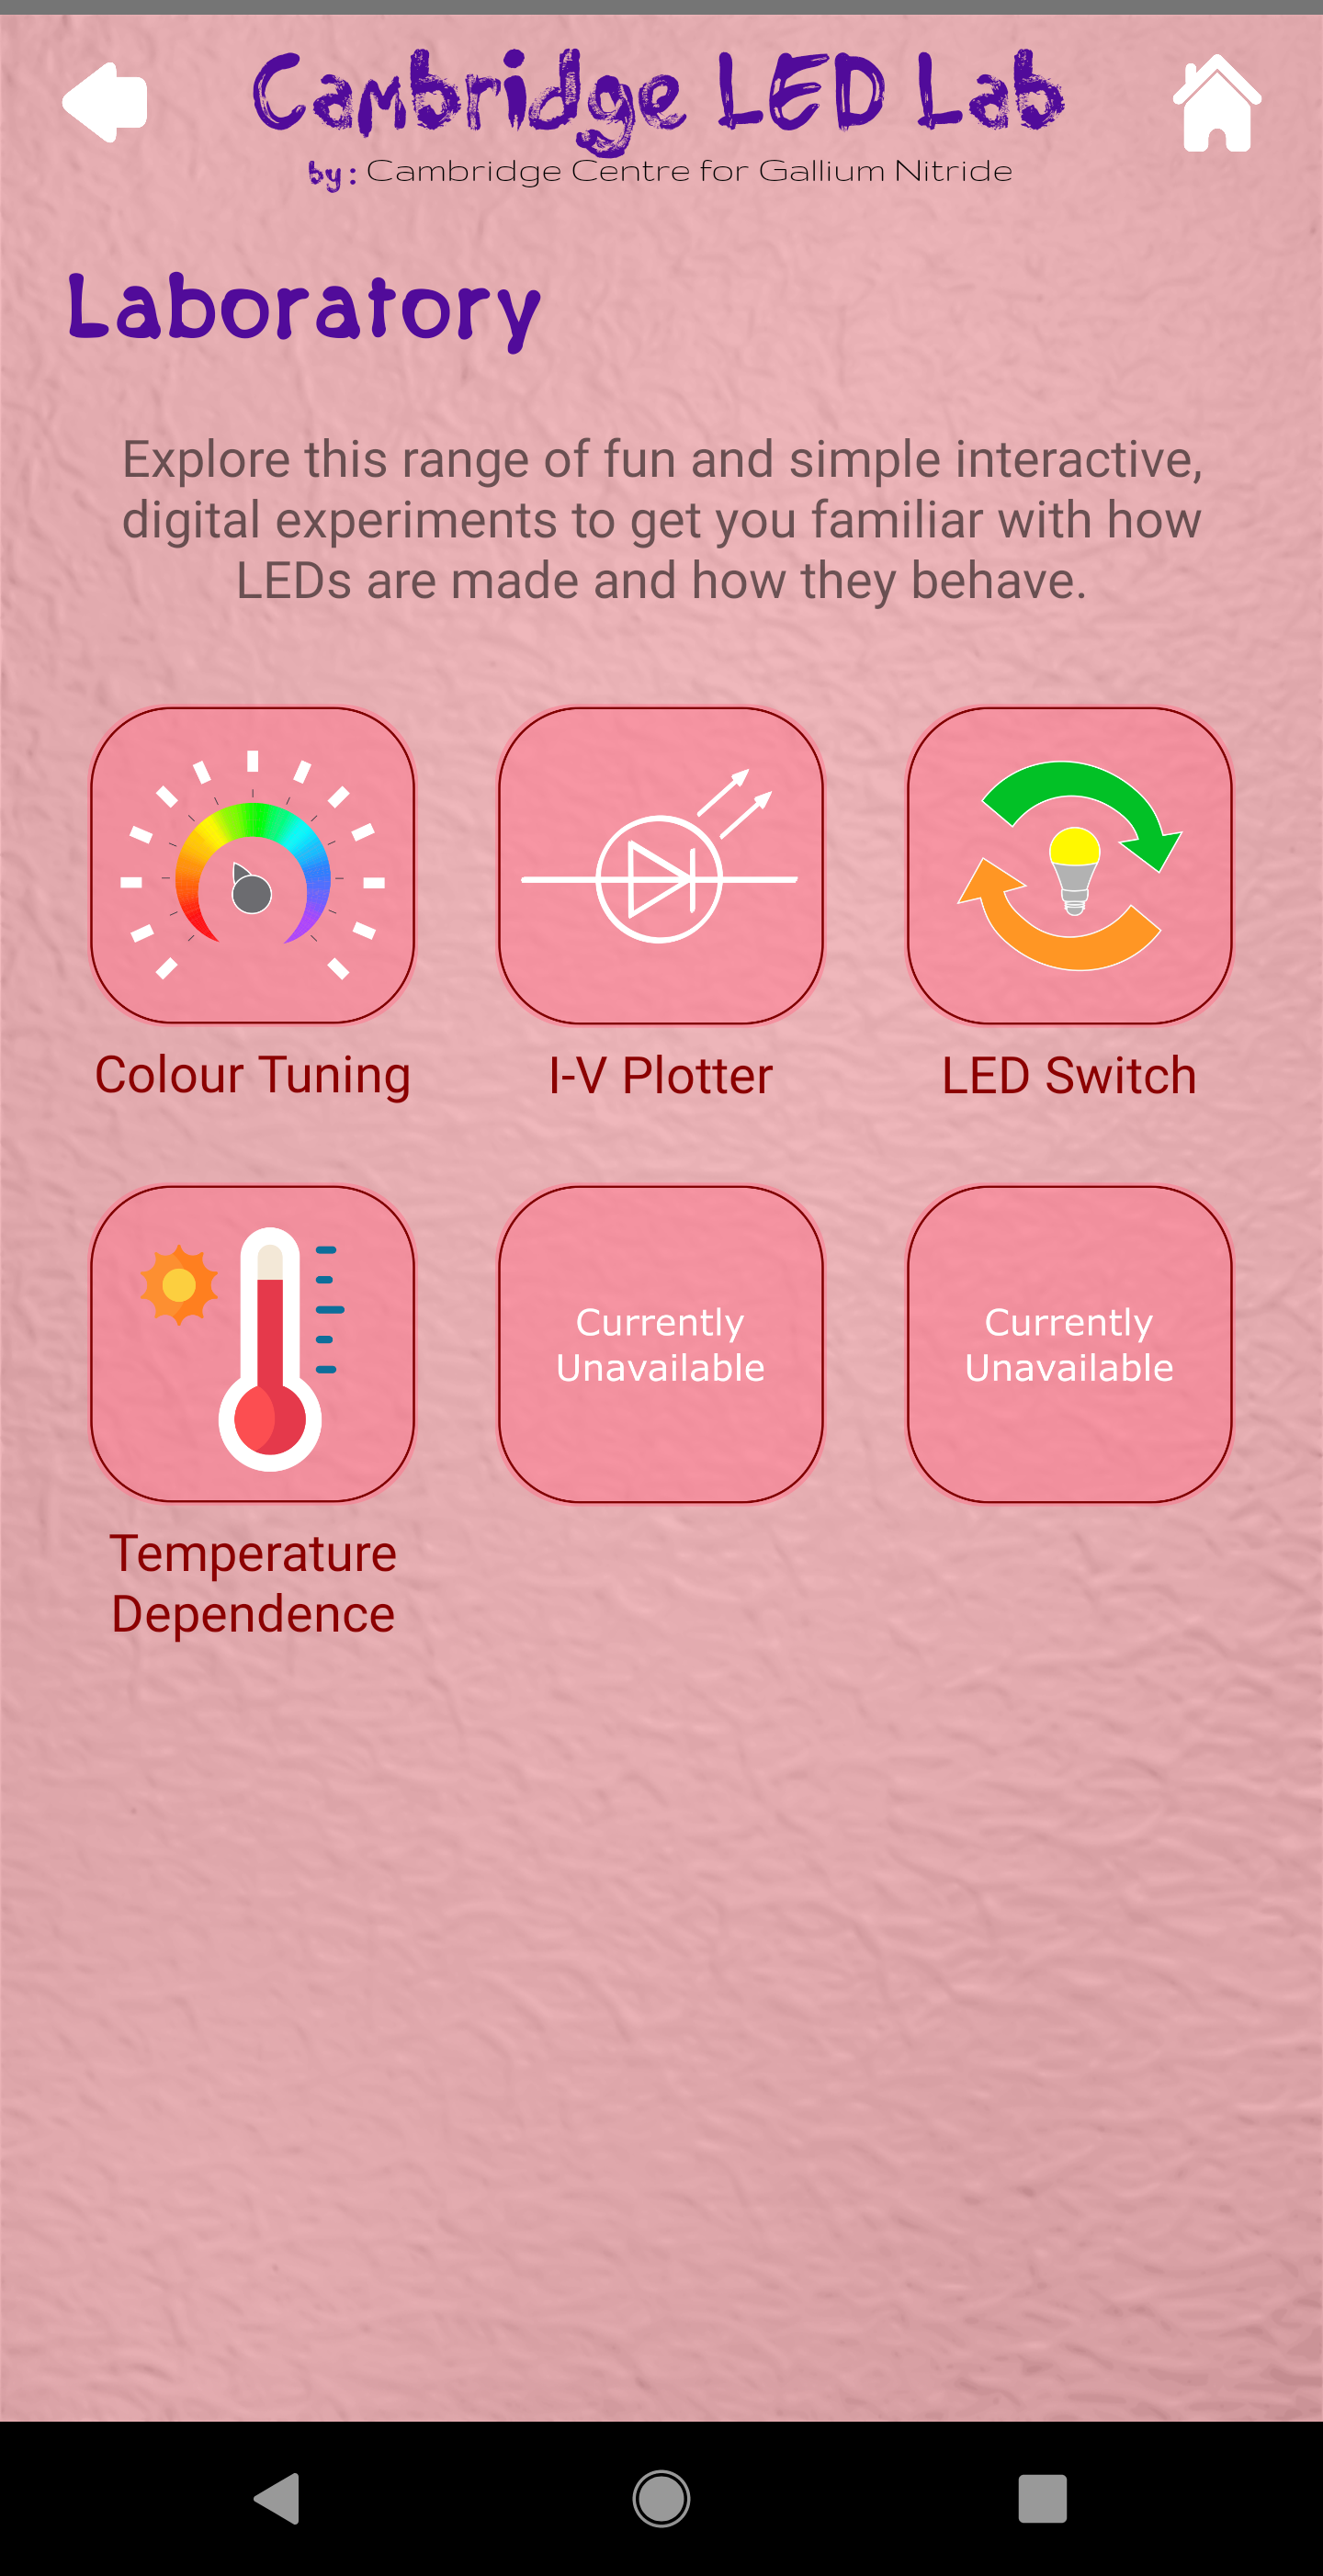 Cambridge LED Lab
by: Cambridge Centre for Gallium Nitride
Laboratory
Explore this range of fun and simple interactive,
digital experiments to get you familiar with how
LEDs are made and how they behave.
Colour Tuning
I-V Plotter
LED Switch
Temperature
Dependence
Currently
Unavailable
Currently
Unavailable